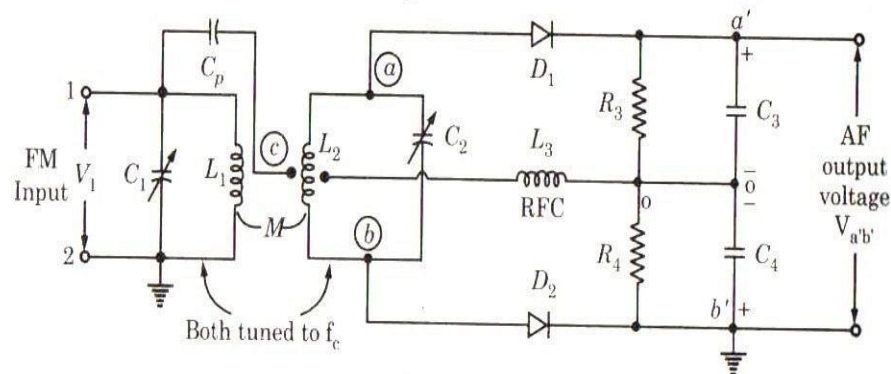 a'
C_p
a
D_1
+
1
R_3
C_3
FM
Input
V_1
C_1
L_1
c
L_2
C_2
L_3
AF
output
voltage
V_a'b'
RFC
o
–
o
–
M
2
b
R_4
C_4
D_2
b'
+
Both tuned to f_c